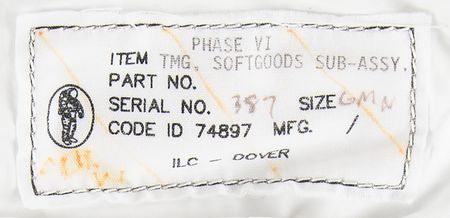 PHASE VI
ITEM TMG, SOFTGOODS SUB-ASSY.
PART NO.
SERIAL NO. 387 SIZE GMN
CODE ID 74897 MFG. /
ILC - DOVER